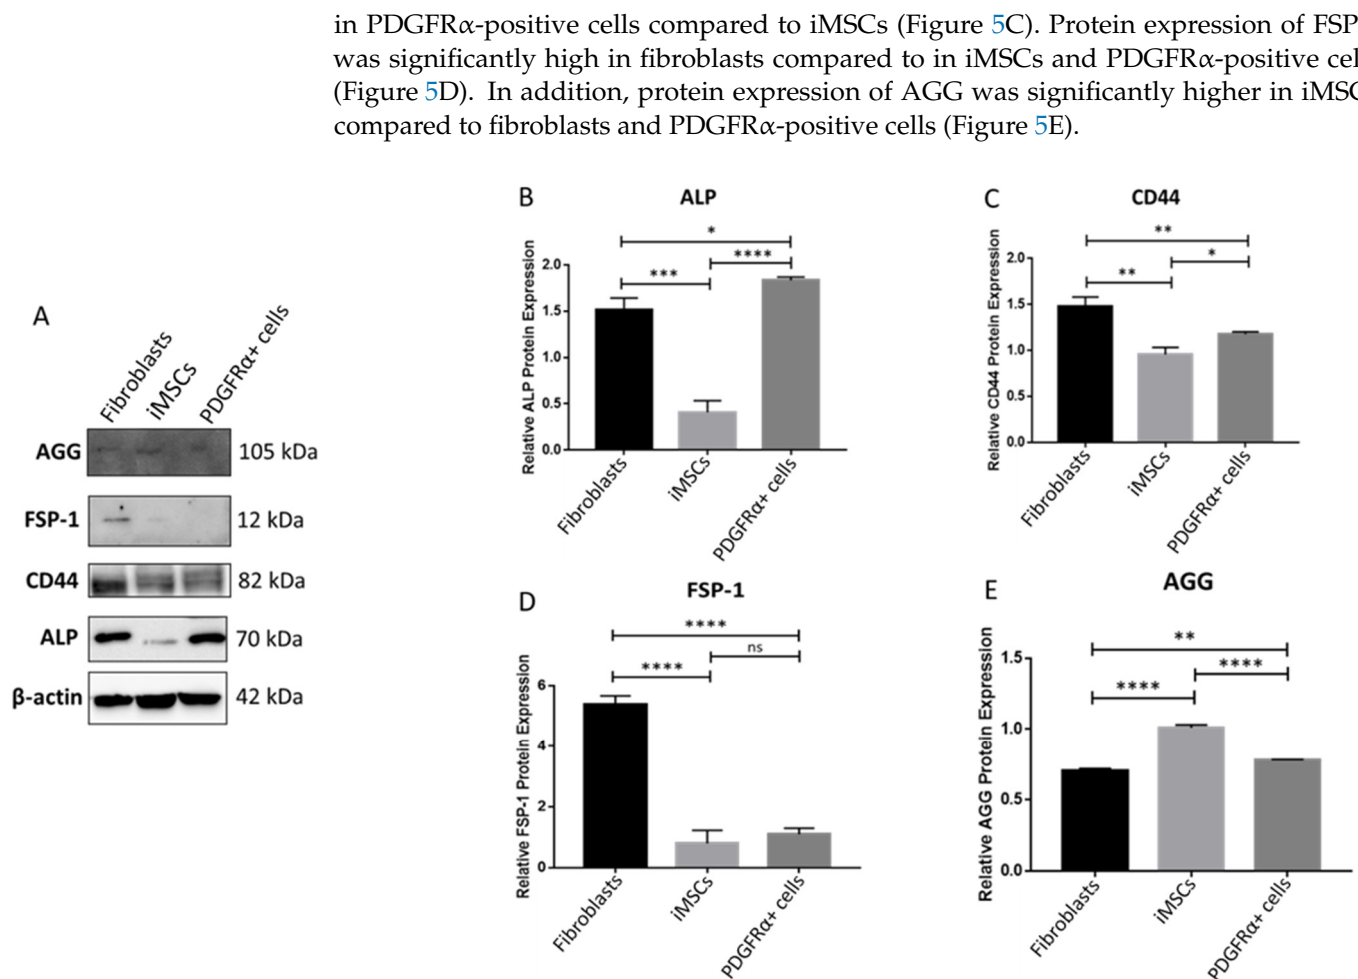 in PDGFRα-positive cells compared to iMSCs (Figure 5C). Protein expression of FSP
was significantly high in fibroblasts compared to in iMSCs and PDGFRα-positive cel
(Figure 5D). In addition, protein expression of AGG was significantly higher in iMSC
compared to fibroblasts and PDGFRα-positive cells (Figure 5E).
A
Fibroblasts
iMSCs
PDGFRα+ cells
AGG 105 kDa
FSP-1 12 kDa
CD44 82 kDa
ALP 70 kDa
β-actin 42 kDa
B
ALP
*
****
***
Relative ALP Protein Expression
2.0
1.5
1.0
0.5
0.0
Fibroblasts
iMSCs
PDGFRα+ cells
C
CD44
**
*
**
Relative CD44 Protein Expression
2.0
1.5
1.0
0.5
0.0
Fibroblasts
iMSCs
PDGFRα+ cells
D
FSP-1
****
ns
****
Relative FSP-1 Protein Expression
6
4
2
0
Fibroblasts
iMSCs
PDGFRα+ cells
E
AGG
**
****
****
Relative AGG Protein Expression
1.5
1.0
0.5
0.0
Fibroblasts
iMSCs
PDGFRα+ cells